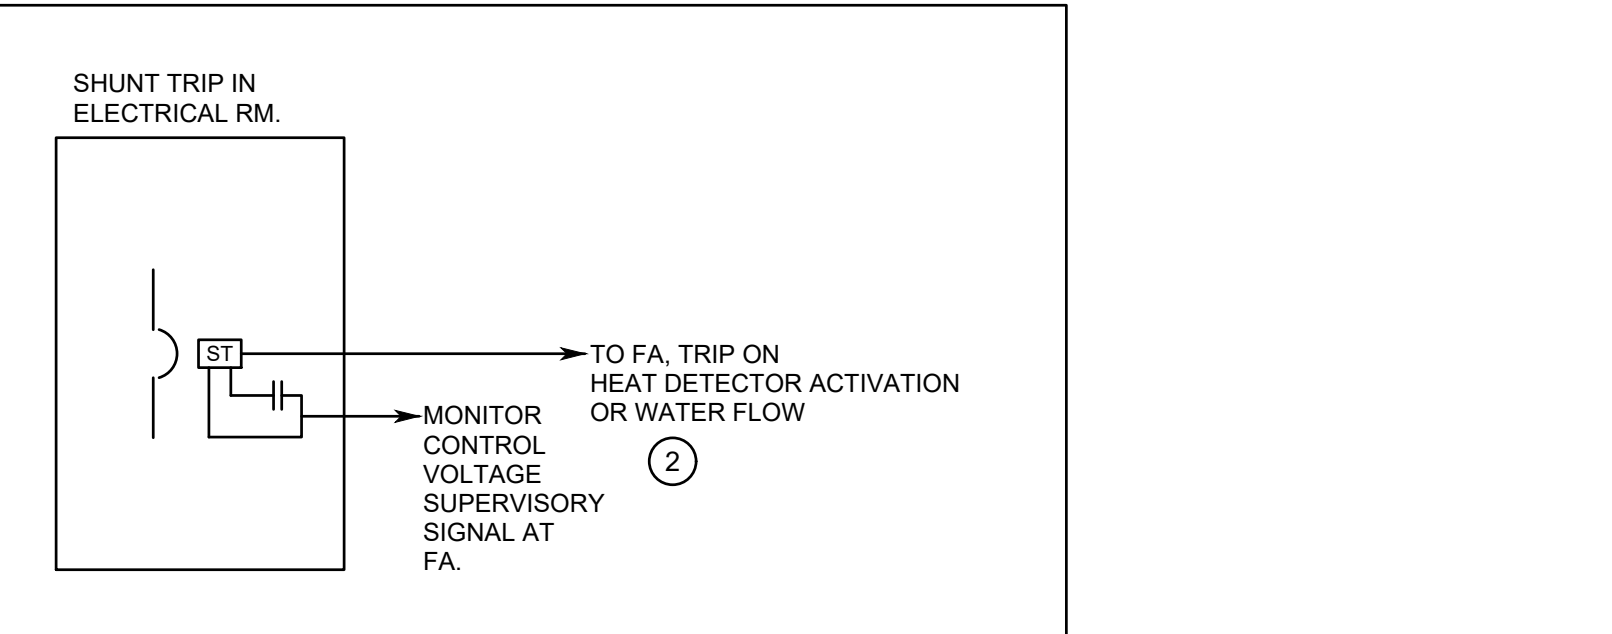 SHUNT TRIP IN
ELECTRICAL RM.
ST
TO FA, TRIP ON
HEAT DETECTOR ACTIVATION
OR WATER FLOW
2
MONITOR
CONTROL
VOLTAGE
SUPERVISORY
SIGNAL AT
FA.